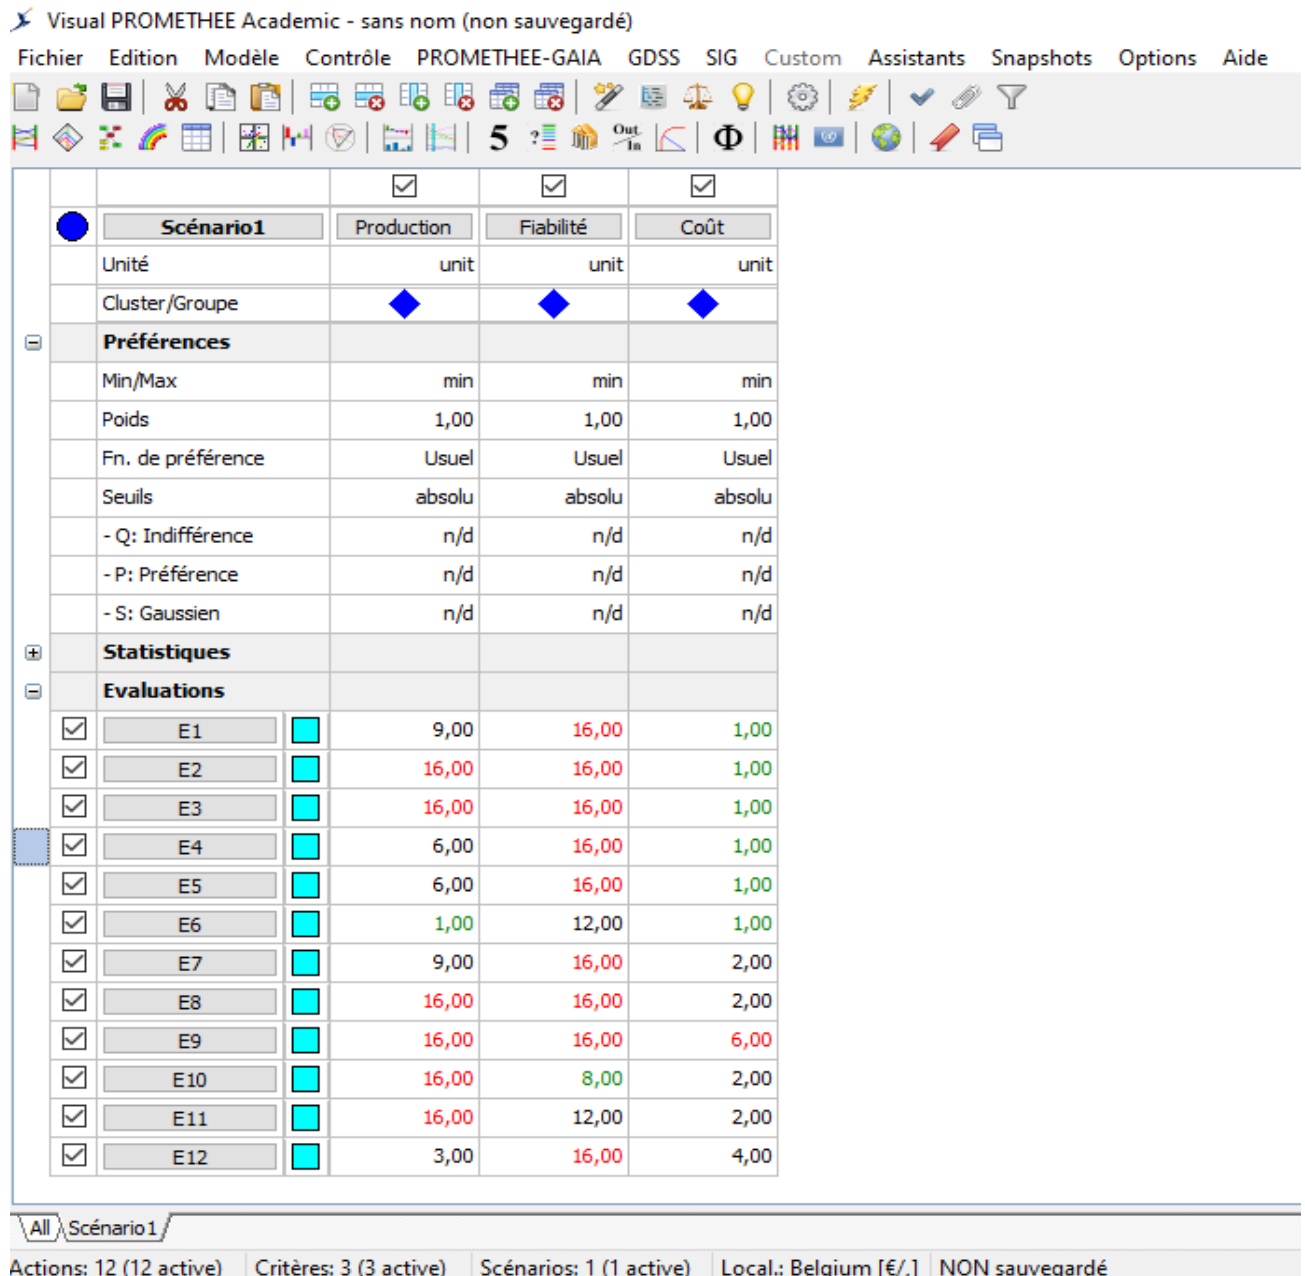 Visual PROMETHEE Academic - sans nom (non sauvegardé)
Fichier Edition Modèle Contrôle PROMETHEE-GAIA GDSS SIG Custom Assistants Snapshots Options Aide
5 ? Out In Φ
Scénario1 Production Fiabilité Coût
Unité unit unit unit
Cluster/Groupe
Préférences
Min/Max min min min
Poids 1,00 1,00 1,00
Fn. de préférence Usuel Usuel Usuel
Seuils absolu absolu absolu
- Q: Indifférence n/d n/d n/d
- P: Préférence n/d n/d n/d
- S: Gaussien n/d n/d n/d
Statistiques
Evaluations
E1 9,00 16,00 1,00
E2 16,00 16,00 1,00
E3 16,00 16,00 1,00
E4 6,00 16,00 1,00
E5 6,00 16,00 1,00
E6 1,00 12,00 1,00
E7 9,00 16,00 2,00
E8 16,00 16,00 2,00
E9 16,00 16,00 6,00
E10 16,00 8,00 2,00
E11 16,00 12,00 2,00
E12 3,00 16,00 4,00
All Scénario1
Actions: 12 (12 active) Critères: 3 (3 active) Scénarios: 1 (1 active) Local.: Belgium [€/,] NON sauvegardé